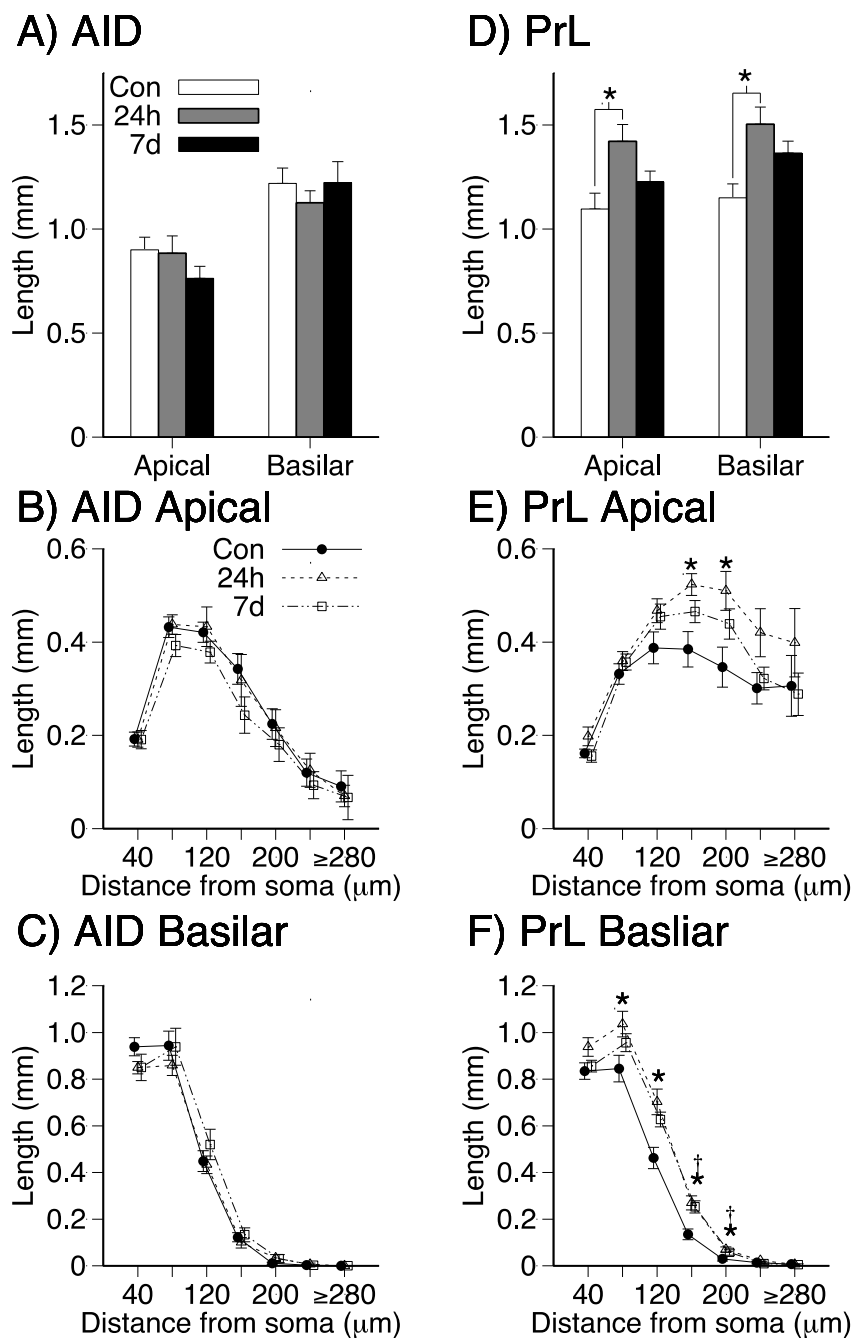 A) AID
D) PrL
Con
24h
7d
Length (mm)
1.5
1.0
0.5
0
Apical
Basilar
*
*
Length (mm)
1.5
1.0
0.5
0
Apical
Basilar
B) AID Apical
Con
24h
7d
Length (mm)
0.6
0.4
0.2
0
40
120
200
≥280
Distance from soma (μm)
E) PrL Apical
*
*
Length (mm)
0.6
0.4
0.2
0
40
120
200
≥280
Distance from soma (μm)
C) AID Basilar
Length (mm)
1.2
1.0
0.8
0.6
0.4
0.2
0
40
120
200
≥280
Distance from soma (μm)
F) PrL Basliar
*
*
†
*
†
*
Length (mm)
1.2
1.0
0.8
0.6
0.4
0.2
0
40
120
200
≥280
Distance from soma (μm)